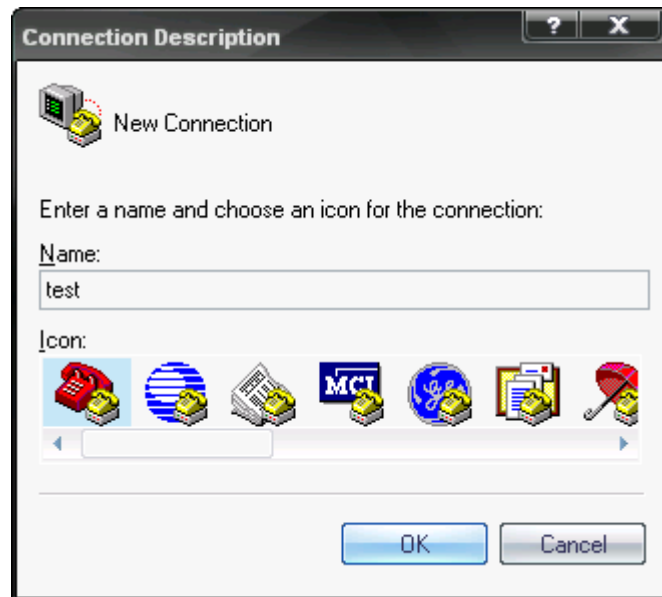 Connection Description
New Connection
Enter a name and choose an icon for the connection:
Name:
test
Icon:
MCI
OK
Cancel